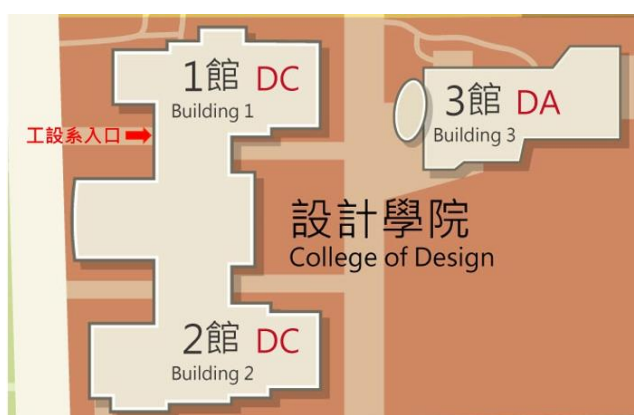 1館 DC
Building 1
3館 DA
Building 3
工設系入口
設計學院
College of Design
2館 DC
Building 2